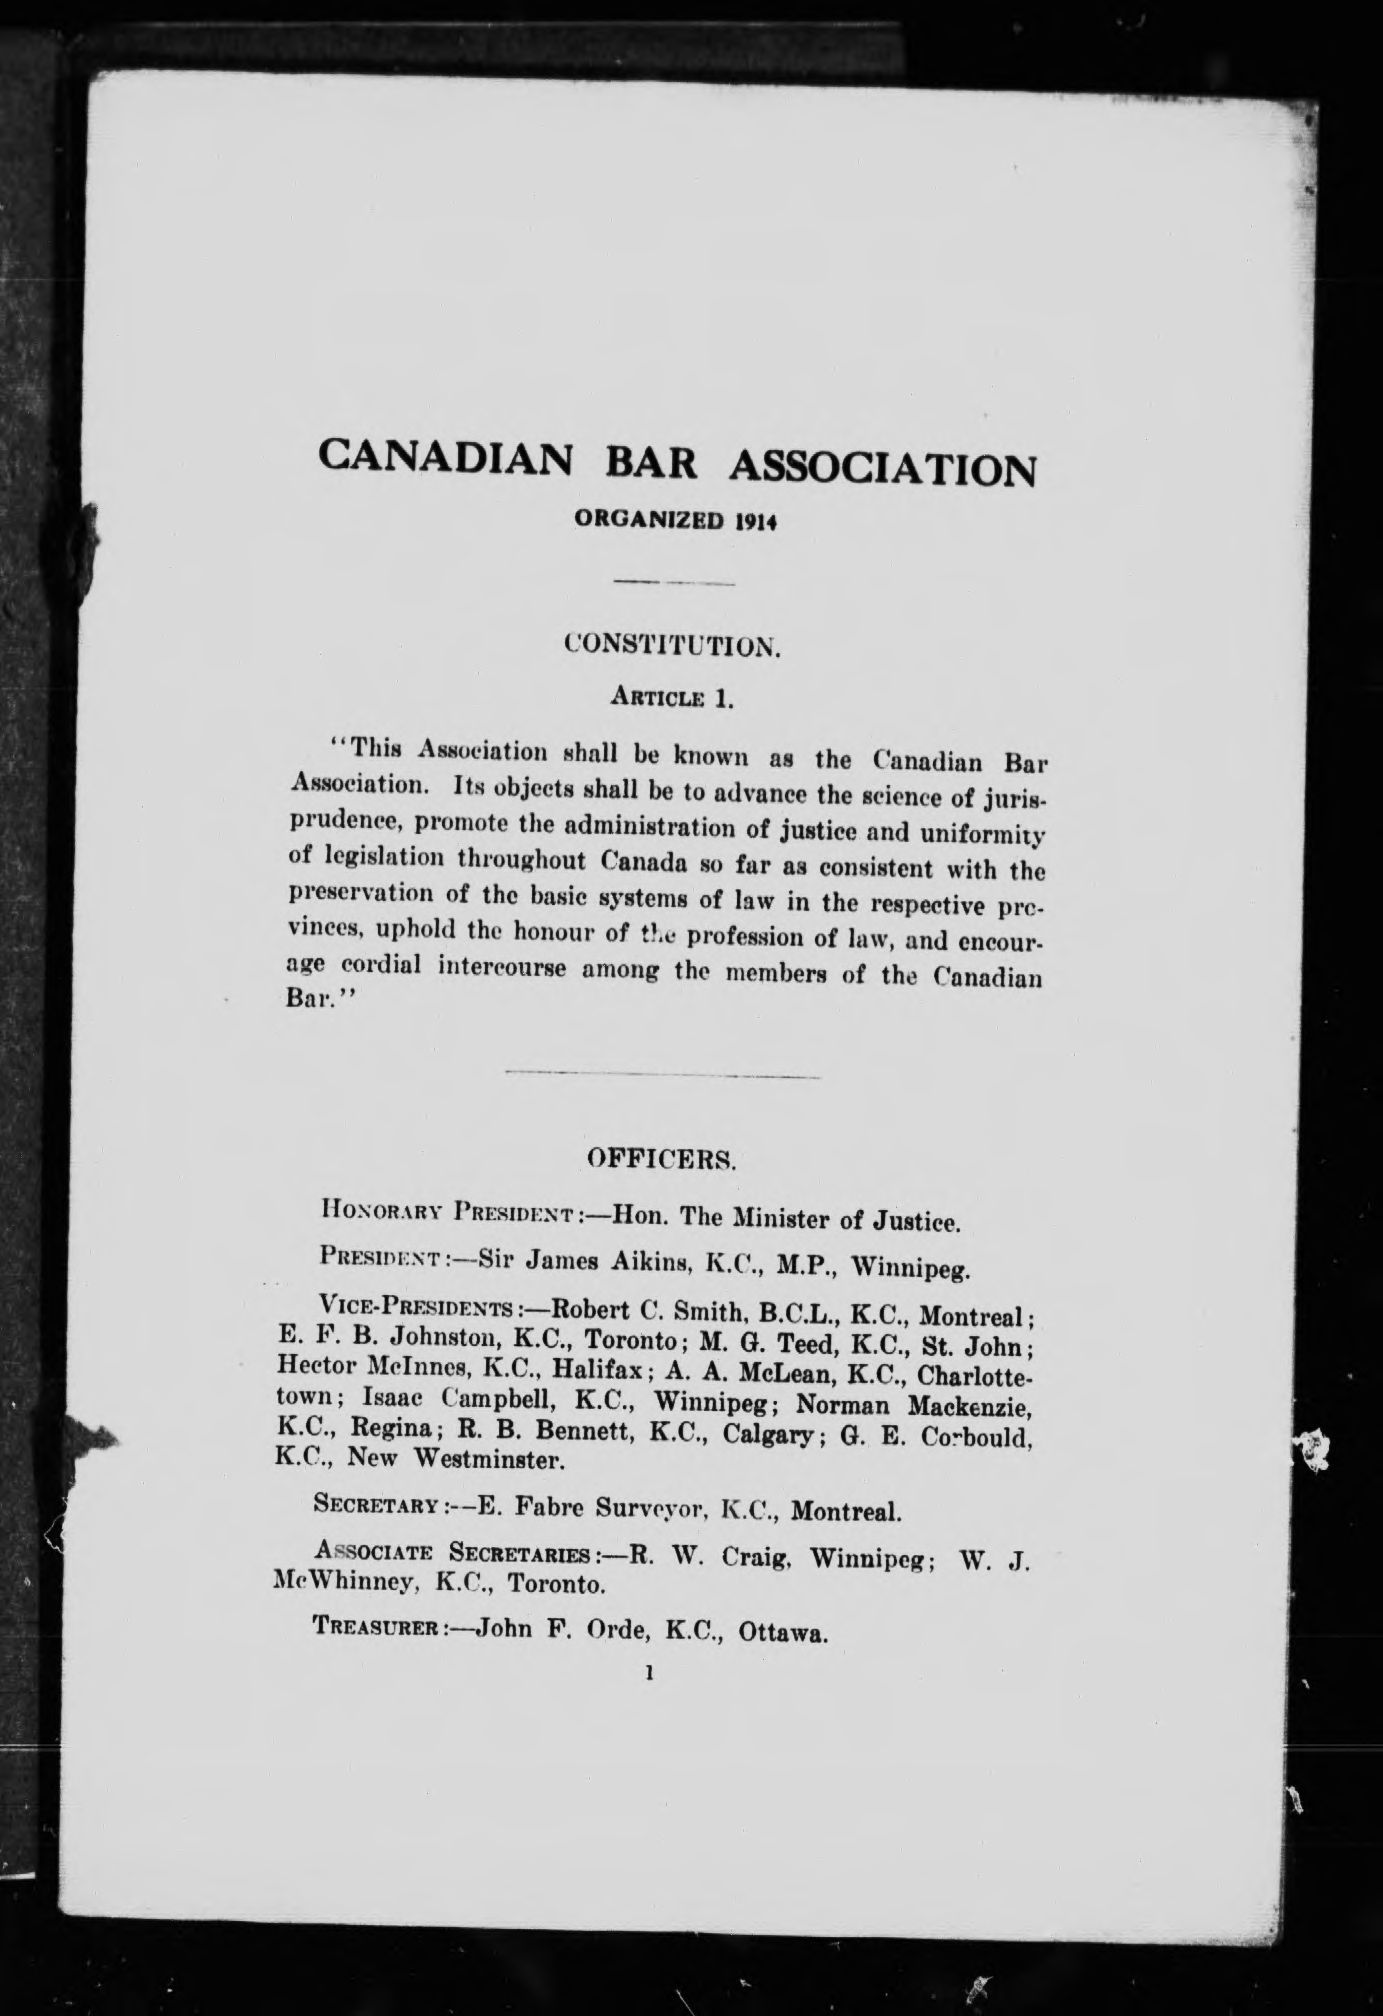 CANADIAN BAR ASSOCIATION
ORGANIZED 1914
CONSTITUTION.
ARTICLE 1.
"This Association shall be known as the Canadian Bar
Association. Its objects shall be to advance the science of juris-
prudence, promote the administration of justice and uniformity
of legislation throughout Canada so far as consistent with the
preservation of the basic systems of law in the respective pro-
vinces, uphold the honour of the profession of law, and encour-
age cordial intercourse among the members of the Canadian
Bar."
OFFICERS.
HONORARY PRESIDENT:—Hon. The Minister of Justice.
PRESIDENT:—Sir James Aikins, K.C., M.P., Winnipeg.
VICE-PRESIDENTS:—Robert C. Smith, B.C.L., K.C., Montreal;
E. F. B. Johnston, K.C., Toronto; M. G. Teed, K.C., St. John;
Hector McInnes, K.C., Halifax; A. A. McLean, K.C., Charlotte-
town; Isaac Campbell, K.C., Winnipeg; Norman Mackenzie,
K.C., Regina; R. B. Bennett, K.C., Calgary; G. E. Corbould,
K.C., New Westminster.
SECRETARY:—E. Fabre Surveyor, K.C., Montreal.
ASSOCIATE SECRETARIES:—R. W. Craig, Winnipeg; W. J.
McWhinney, K.C., Toronto.
TREASURER:—John F. Orde, K.C., Ottawa.
1